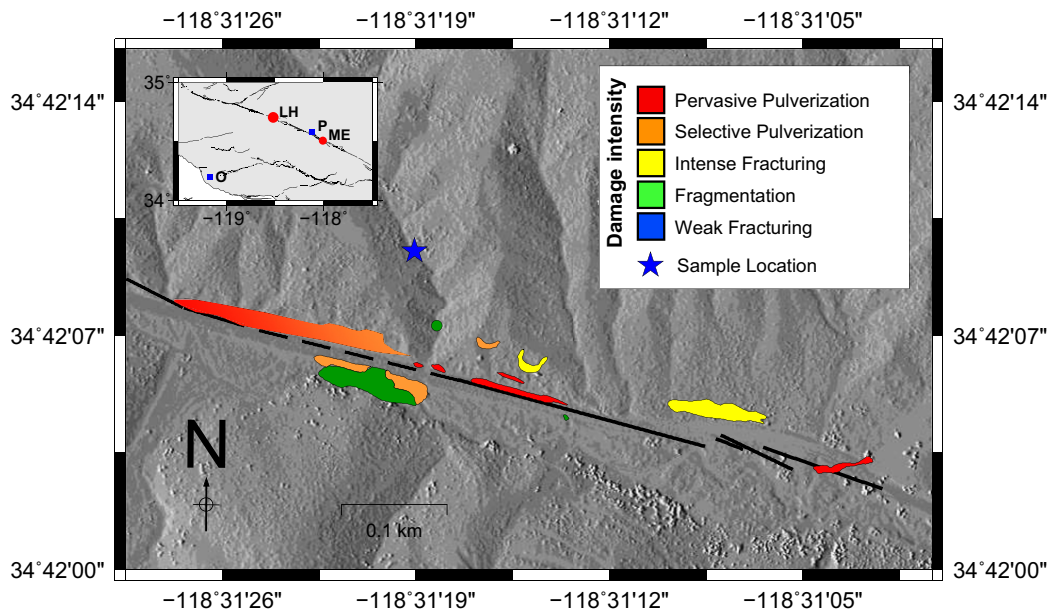 −118˚31'26" −118˚31'19" −118˚31'12" −118˚31'05"
34˚42'14" 34˚42'14"
34˚42'07" 34˚42'07"
34˚42'00" 34˚42'00"
−118˚31'26" −118˚31'19" −118˚31'12" −118˚31'05"
35˚
34˚
−119˚ −118˚
LH
P
ME
O
Damage intensity
Pervasive Pulverization
Selective Pulverization
Intense Fracturing
Fragmentation
Weak Fracturing
Sample Location
N
0.1 km